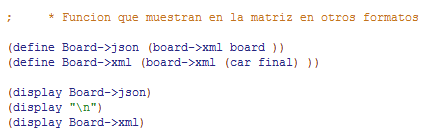 ;     * Funcion que muestran en la matriz en otros formatos
(define Board->json (board->xml board ))
(define Board->xml (board->xml (car final) ))
(display Board->json)
(display "\n")
(display Board->xml)